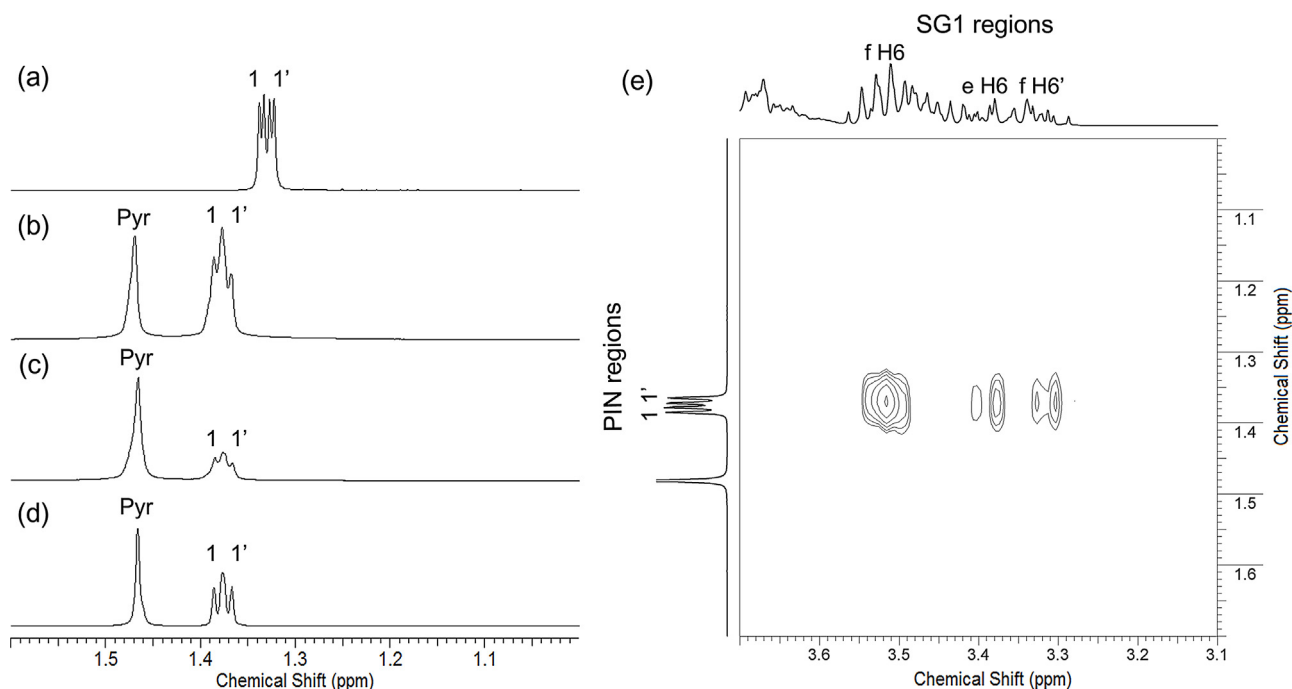 (a)
1 1’
(b)
Pyr
1 1’
(c)
Pyr
1 1’
(d)
Pyr
1 1’
1.5 1.4 1.3 1.2 1.1
Chemical Shift (ppm)
(e)
SG1 regions
f H6
e H6 f H6’
PIN regions
1 1’
1.1
1.2
1.3
1.4
1.5
1.6
Chemical Shift (ppm)
3.6 3.5 3.4 3.3 3.2 3.1
Chemical Shift (ppm)